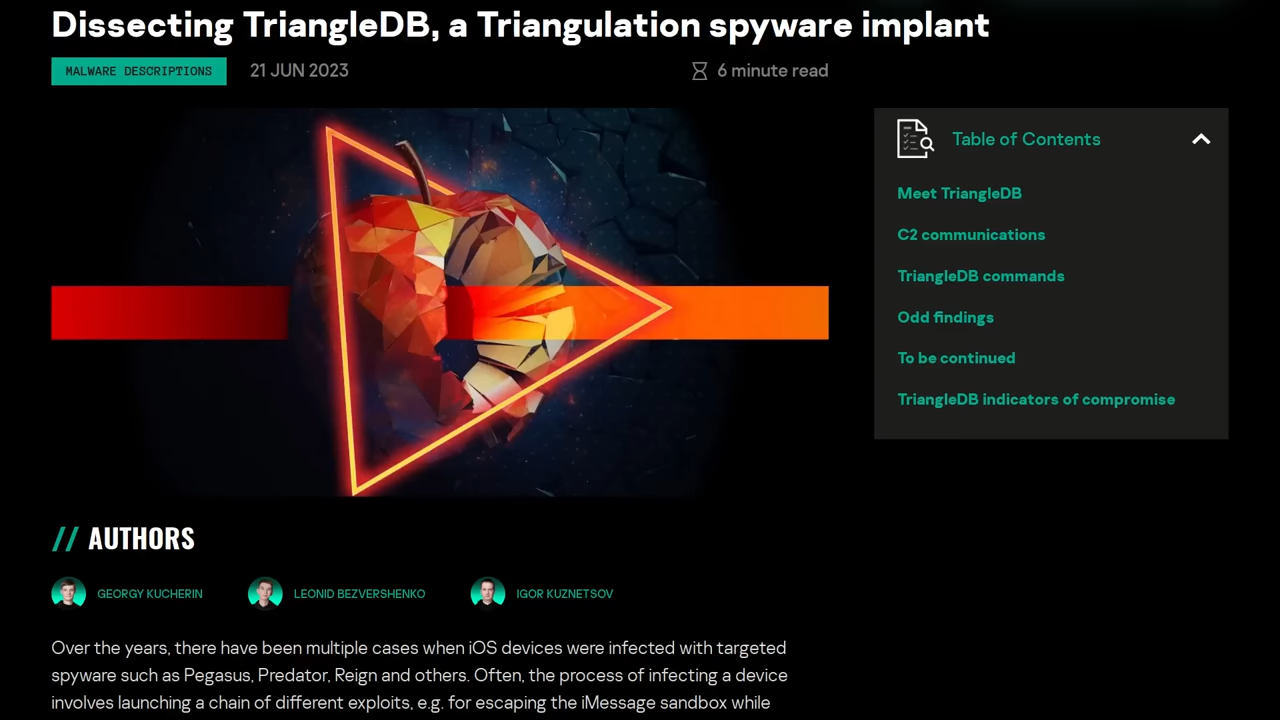 Dissecting TriangleDB, a Triangulation spyware implant
MALWARE DESCRIPTIONS
21 JUN 2023
6 minute read
Table of Contents
Meet TriangleDB
C2 communications
TriangleDB commands
Odd findings
To be continued
TriangleDB indicators of compromise
// AUTHORS
GEORGY KUCHERIN
LEONID BEZVERSHENKO
IGOR KUZNETSOV
Over the years, there have been multiple cases when iOS devices were infected with targeted
spyware such as Pegasus, Predator, Reign and others. Often, the process of infecting a device
involves launching a chain of different exploits, e.g. for escaping the iMessage sandbox while